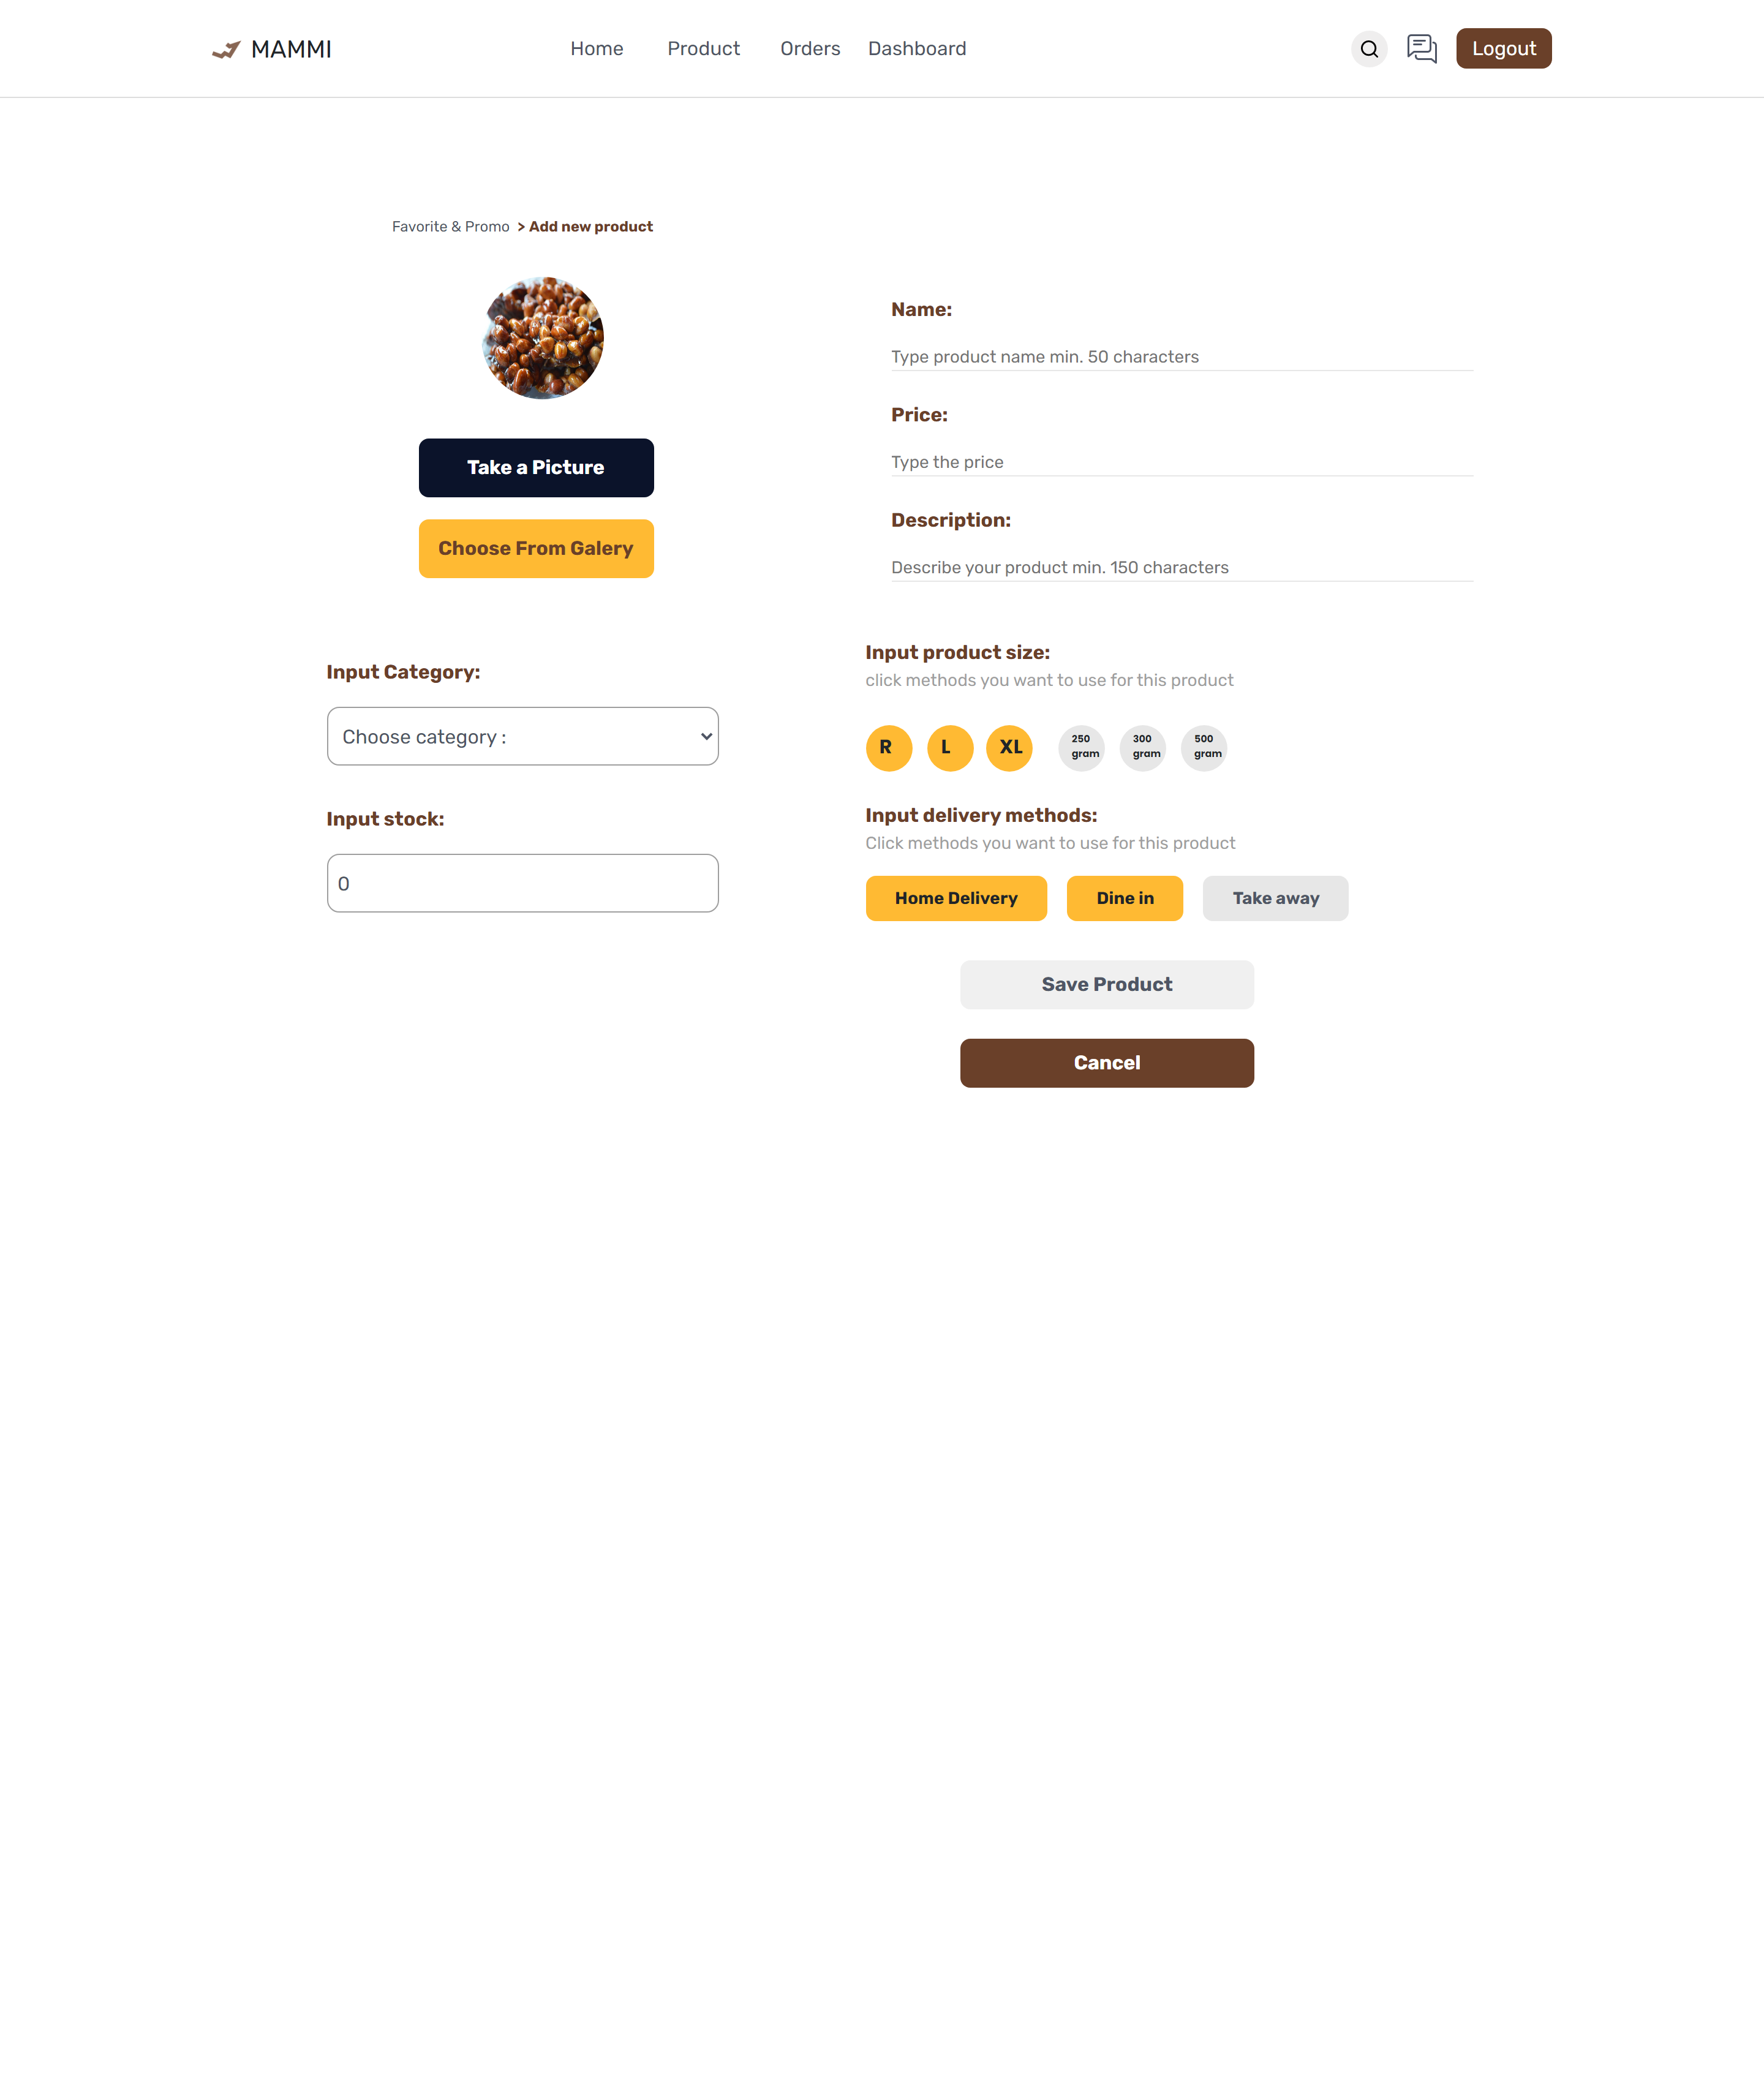 MAMMI
Home Product Orders Dashboard
Logout
Favorite & Promo > Add new product
Take a Picture
Choose From Galery
Name:
Type product name min. 50 characters
Price:
Type the price
Description:
Describe your product min. 150 characters
Input Category:
Choose category :
Input stock:
0
Input product size:
click methods you want to use for this product
R L XL
250 gram
300 gram
500 gram
Input delivery methods:
Click methods you want to use for this product
Home Delivery Dine in Take away
Save Product
Cancel